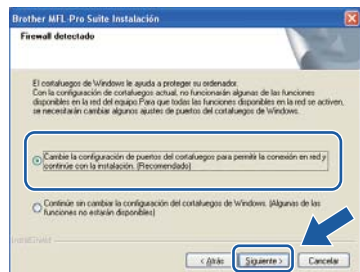 Brother MFL-Pro Suite Instalación
Firewall detectado
El cortafuegos de Windows le ayuda a proteger su ordenador.
Con la configuración de cortafuegos actual, no funcionarán algunas de las funciones
disponibles en la red del equipo.Para que todas las funciones disponibles en la red se activen,
se necesitarán cambiar algunos ajustes de puertos del cortafuegos de Windows.
Cambie la configuración de puertos del cortafuegos para permitir la conexión en red y
continúe con la instalación. (Recomendado)
Continúe sin cambiar la configuración del cortafuegos de Windows. (Algunas de las
funciones no estarán disponibles)
InstallShield
< Atrás
Siguiente >
Cancelar